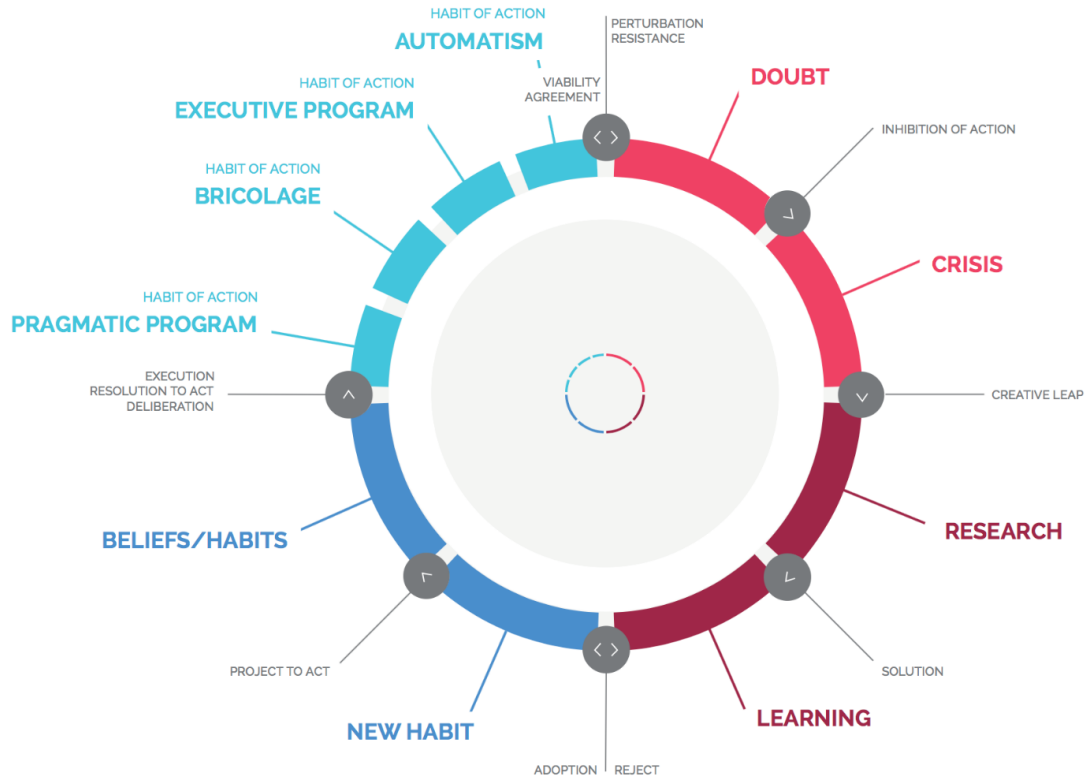 HABIT OF ACTION
AUTOMATISM
PERTURBATION
RESISTANCE
VIABILITY
AGREEMENT
DOUBT
INHIBITION OF ACTION
HABIT OF ACTION
EXECUTIVE PROGRAM
HABIT OF ACTION
BRICOLAGE
CRISIS
HABIT OF ACTION
PRAGMATIC PROGRAM
EXECUTION
RESOLUTION TO ACT
DELIBERATION
CREATIVE LEAP
BELIEFS/HABITS
RESEARCH
PROJECT TO ACT
SOLUTION
NEW HABIT
LEARNING
ADOPTION
REJECT